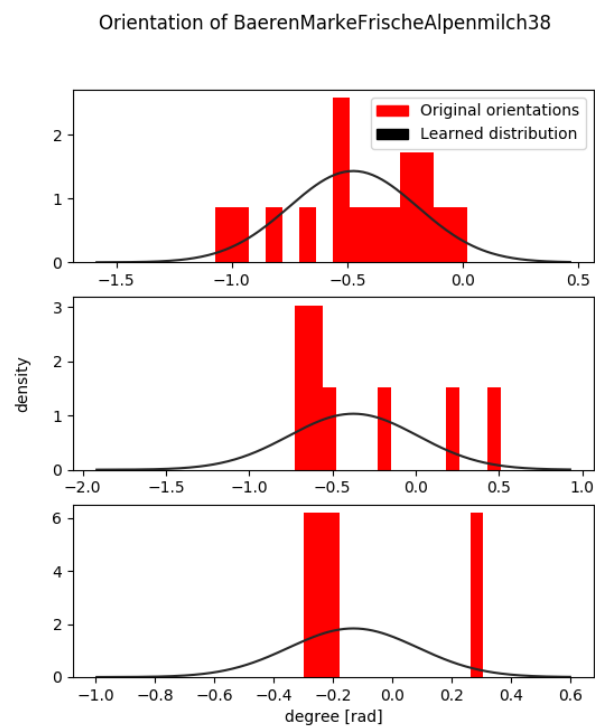 Orientation of BaerenMarkeFrischeAlpenmilch38
Original orientations
Learned distribution
2
1
0
−1.5 −1.0 −0.5 0.0 0.5
3
2
1
0
−2.0 −1.5 −1.0 −0.5 0.0 0.5 1.0
density
6
4
2
0
−1.0 −0.8 −0.6 −0.4 −0.2 0.0 0.2 0.4 0.6
degree [rad]